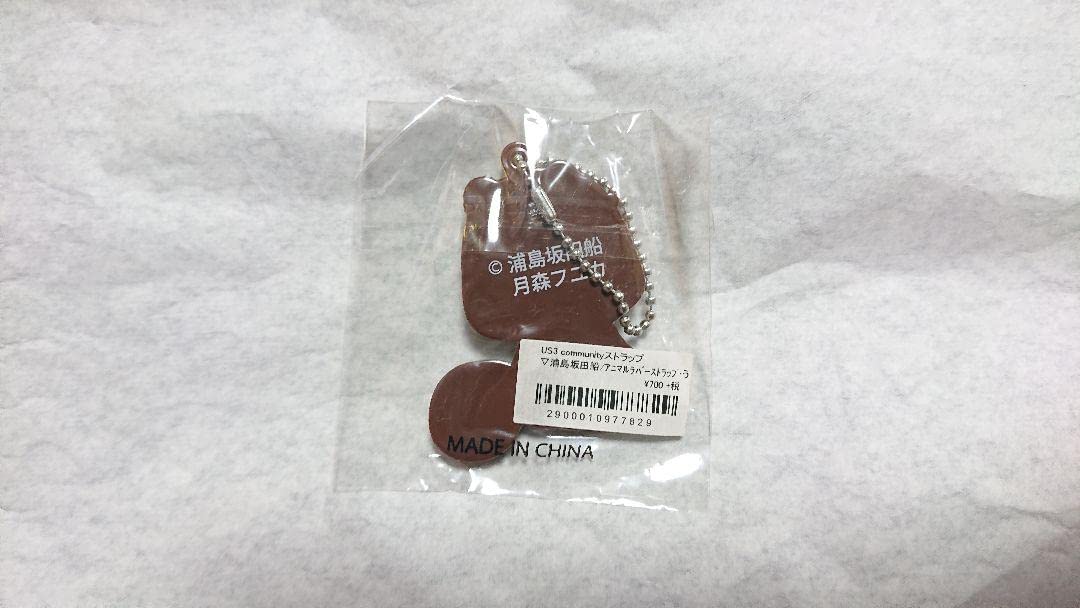 © 浦島坂田船
月森フユカ
US3 communityストラップ
▽浦島坂田船/アニマルラバーストラップ・う
¥700+税
2900010977829
MADE IN CHINA